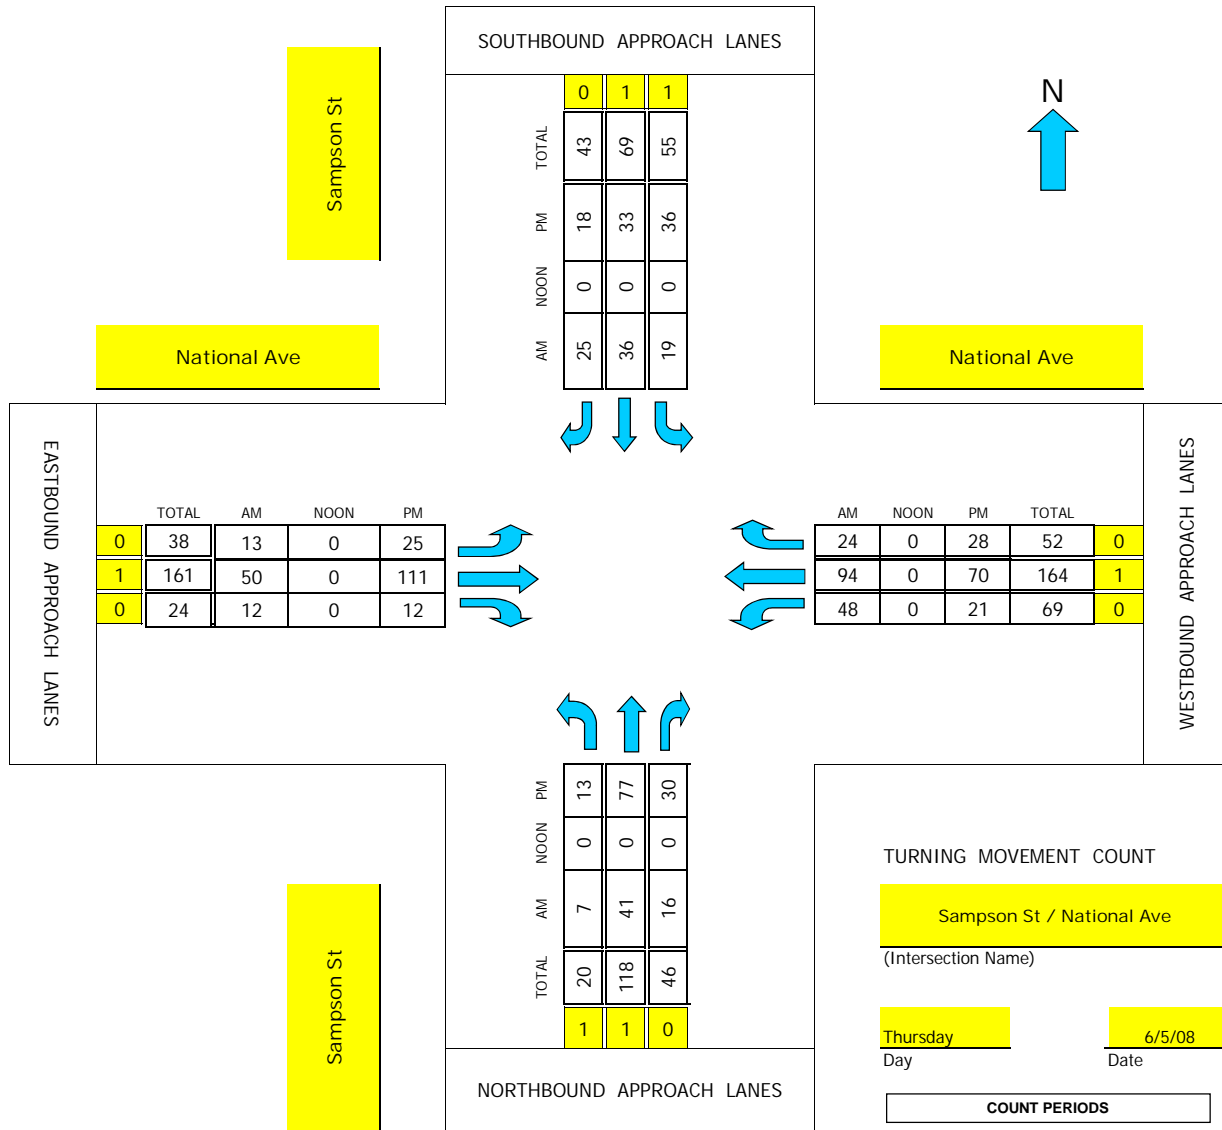 SOUTHBOUND APPROACH LANES
0 1 1
TOTAL 43 69 55
PM 18 33 36
NOON 0 0 0
AM 25 36 19
Sampson St
N
National Ave
National Ave
EASTBOUND APPROACH LANES
TOTAL AM NOON PM
0 38 13 0 25
1 161 50 0 111
0 24 12 0 12
AM NOON PM TOTAL
24 0 28 52 0
94 0 70 164 1
48 0 21 69 0
WESTBOUND APPROACH LANES
PM 13 77 30
NOON 0 0 0
AM 7 41 16
TOTAL 20 118 46
1 1 0
NORTHBOUND APPROACH LANES
Sampson St
TURNING MOVEMENT COUNT
Sampson St / National Ave
(Intersection Name)
Thursday 6/5/08
Day Date
COUNT PERIODS